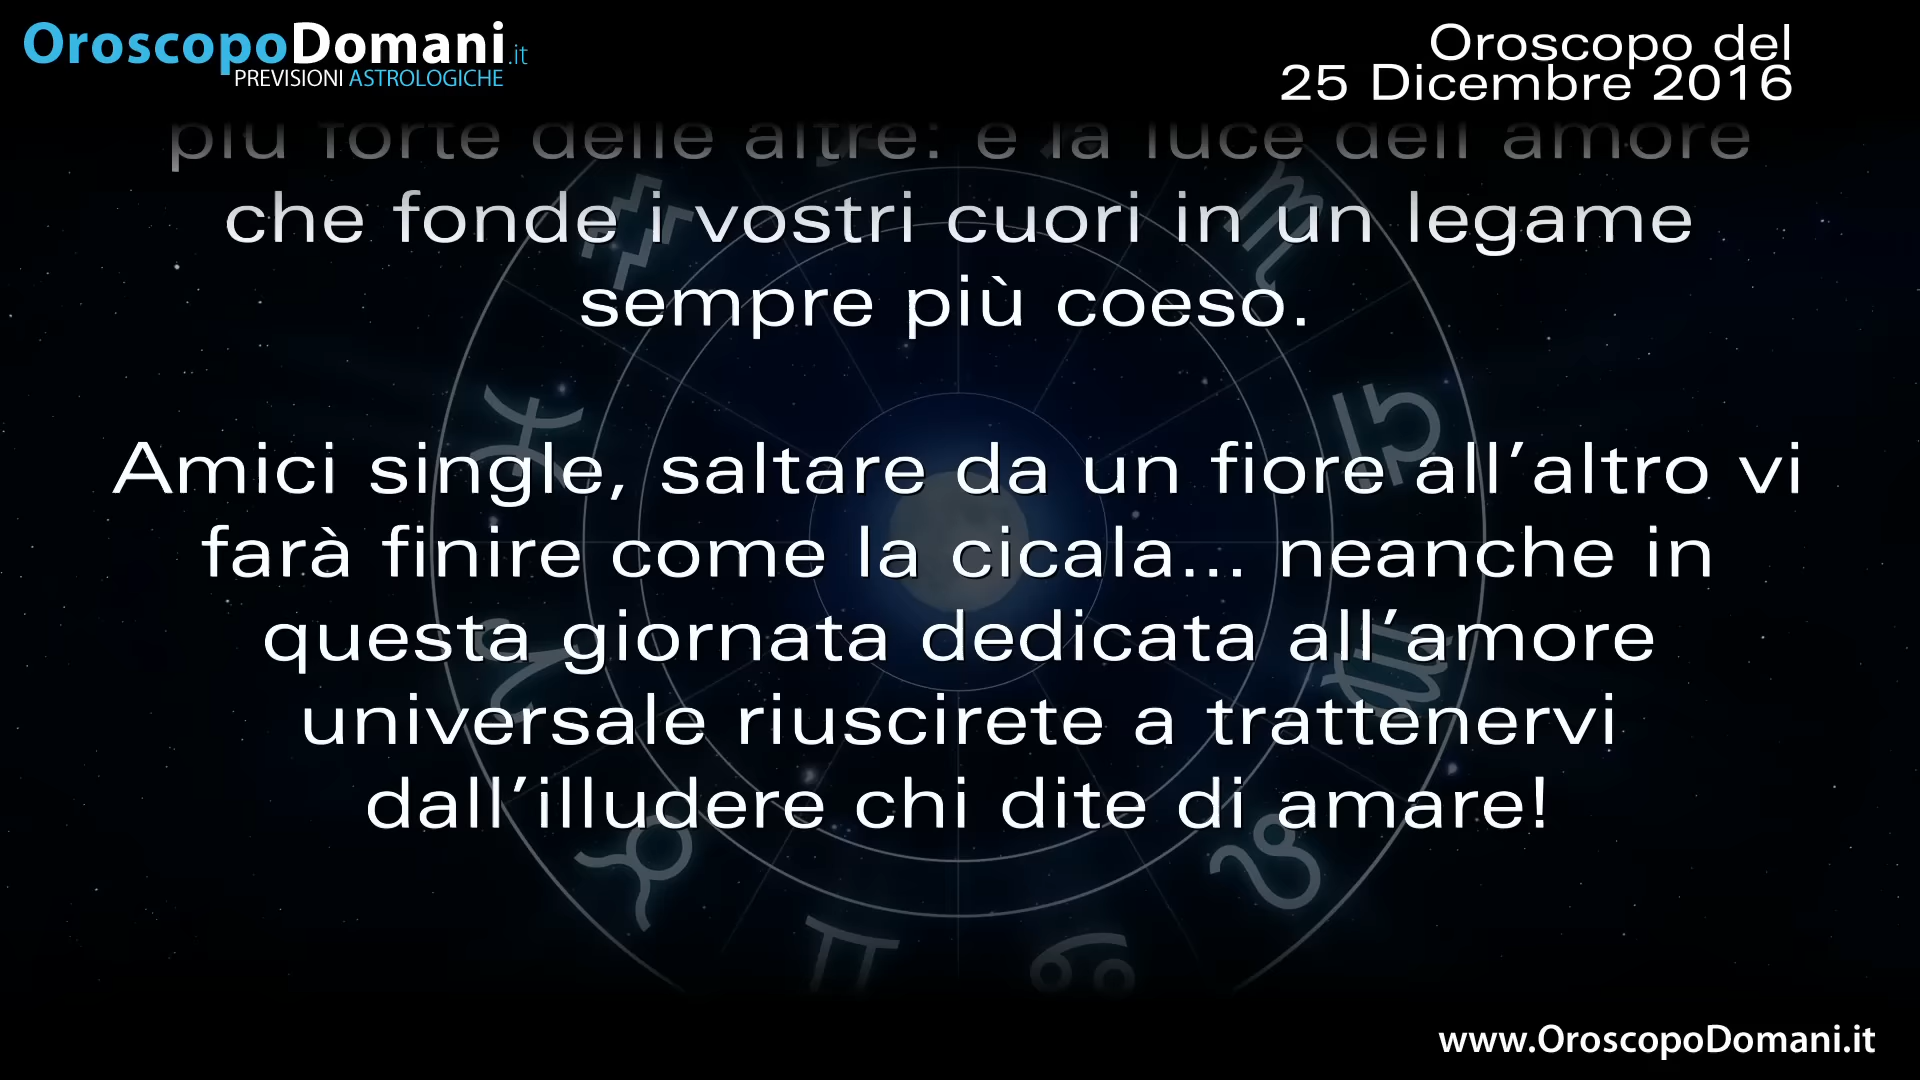 OroscopoDomani.it
PREVISIONI ASTROLOGICHE
Oroscopo del
25 Dicembre 2016
più forte delle altre: è la luce dell'amore
che fonde i vostri cuori in un legame
sempre più coeso.
Amici single, saltare da un fiore all’altro vi
farà finire come la cicala... neanche in
questa giornata dedicata all’amore
universale riuscirete a trattenervi
dall’illudere chi dite di amare!
www.OroscopoDomani.it